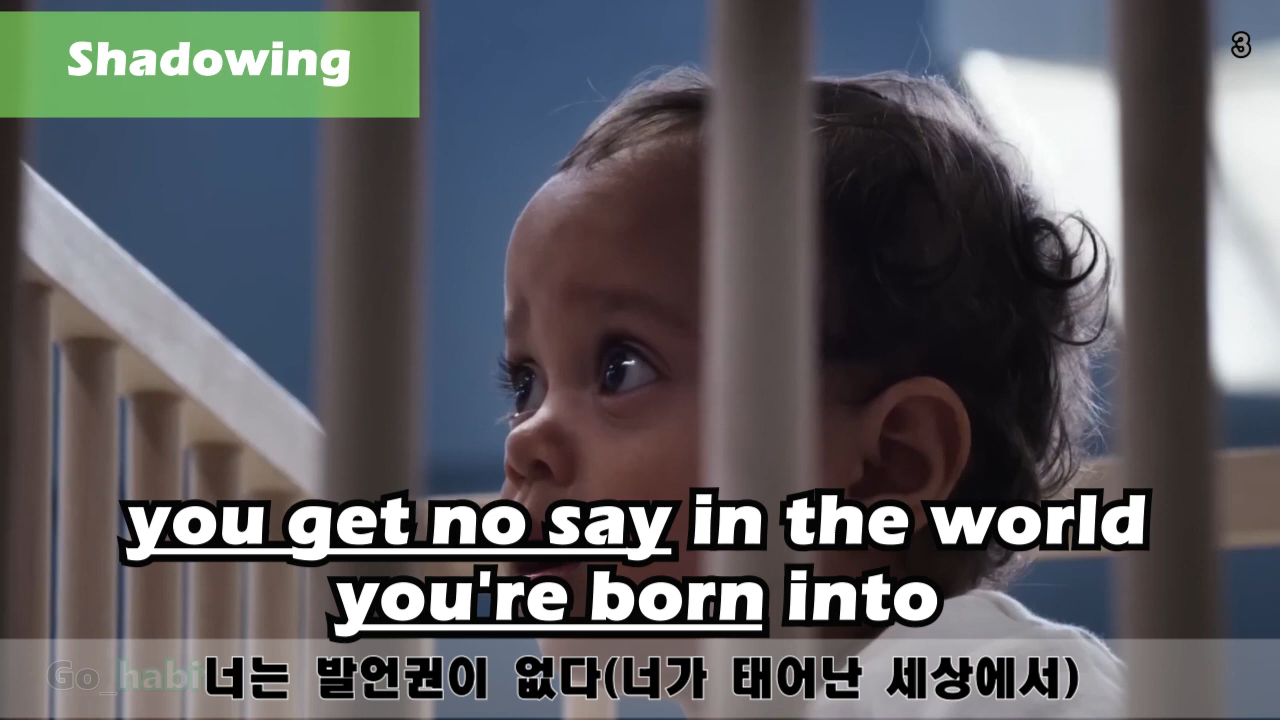 Shadowing
3
you get no say in the world
you're born into
Go_habi
너는 발언권이 없다(너가 태어난 세상에서)